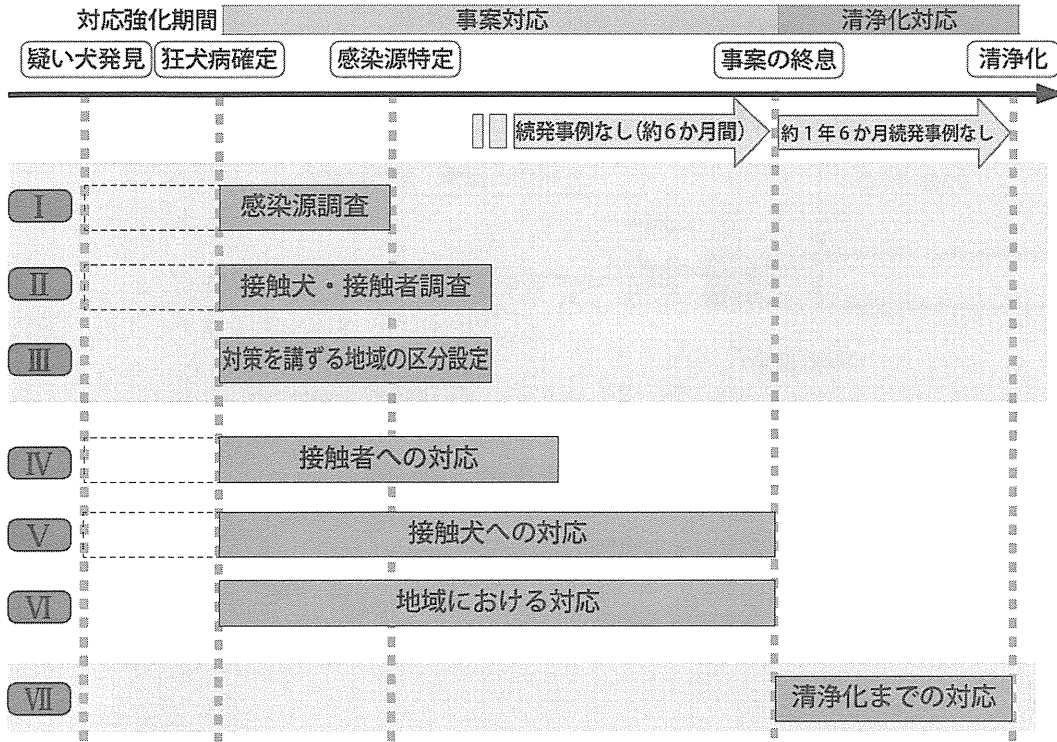 対応強化期間 事案対応 清浄化対応
疑い犬発見 狂犬病確定 感染源特定 事案の終息 清浄化
続発事例なし(約6か月間) 約1年6か月続発事例なし
Ⅰ 感染源調査
Ⅱ 接触犬・接触者調査
Ⅲ 対策を講ずる地域の区分設定
Ⅳ 接触者への対応
Ⅴ 接触犬への対応
Ⅵ 地域における対応
Ⅶ 清浄化までの対応